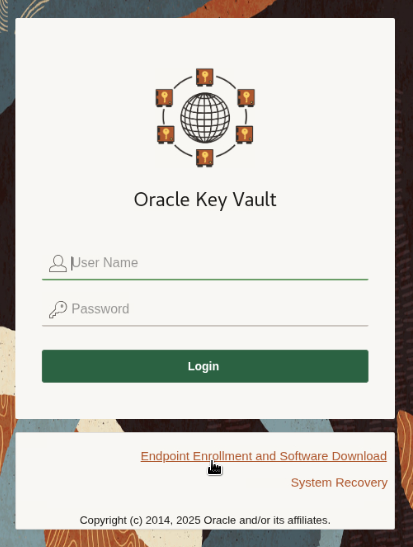 Oracle Key Vault
User Name
Password
Login
Endpoint Enrollment and Software Download
System Recovery
Copyright (c) 2014, 2025 Oracle and/or its affiliates.